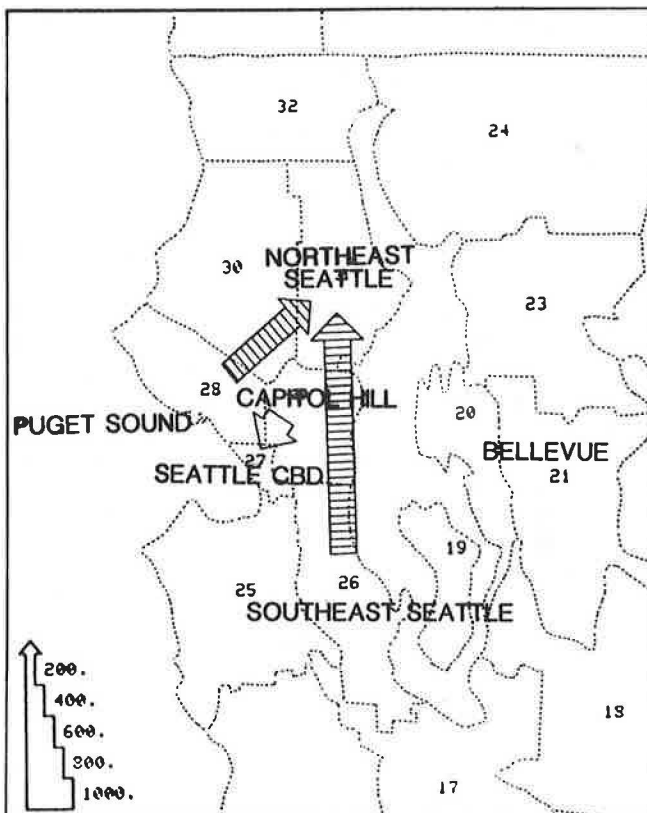 32
24
30
NORTHEAST
SEATTLE
23
28
CAPITOL HILL
20
PUGET SOUND
27
BELLEVUE
SEATTLE CBD
21
19
25
26
SOUTHEAST SEATTLE
200.
400.
600.
800.
1000.
18
17